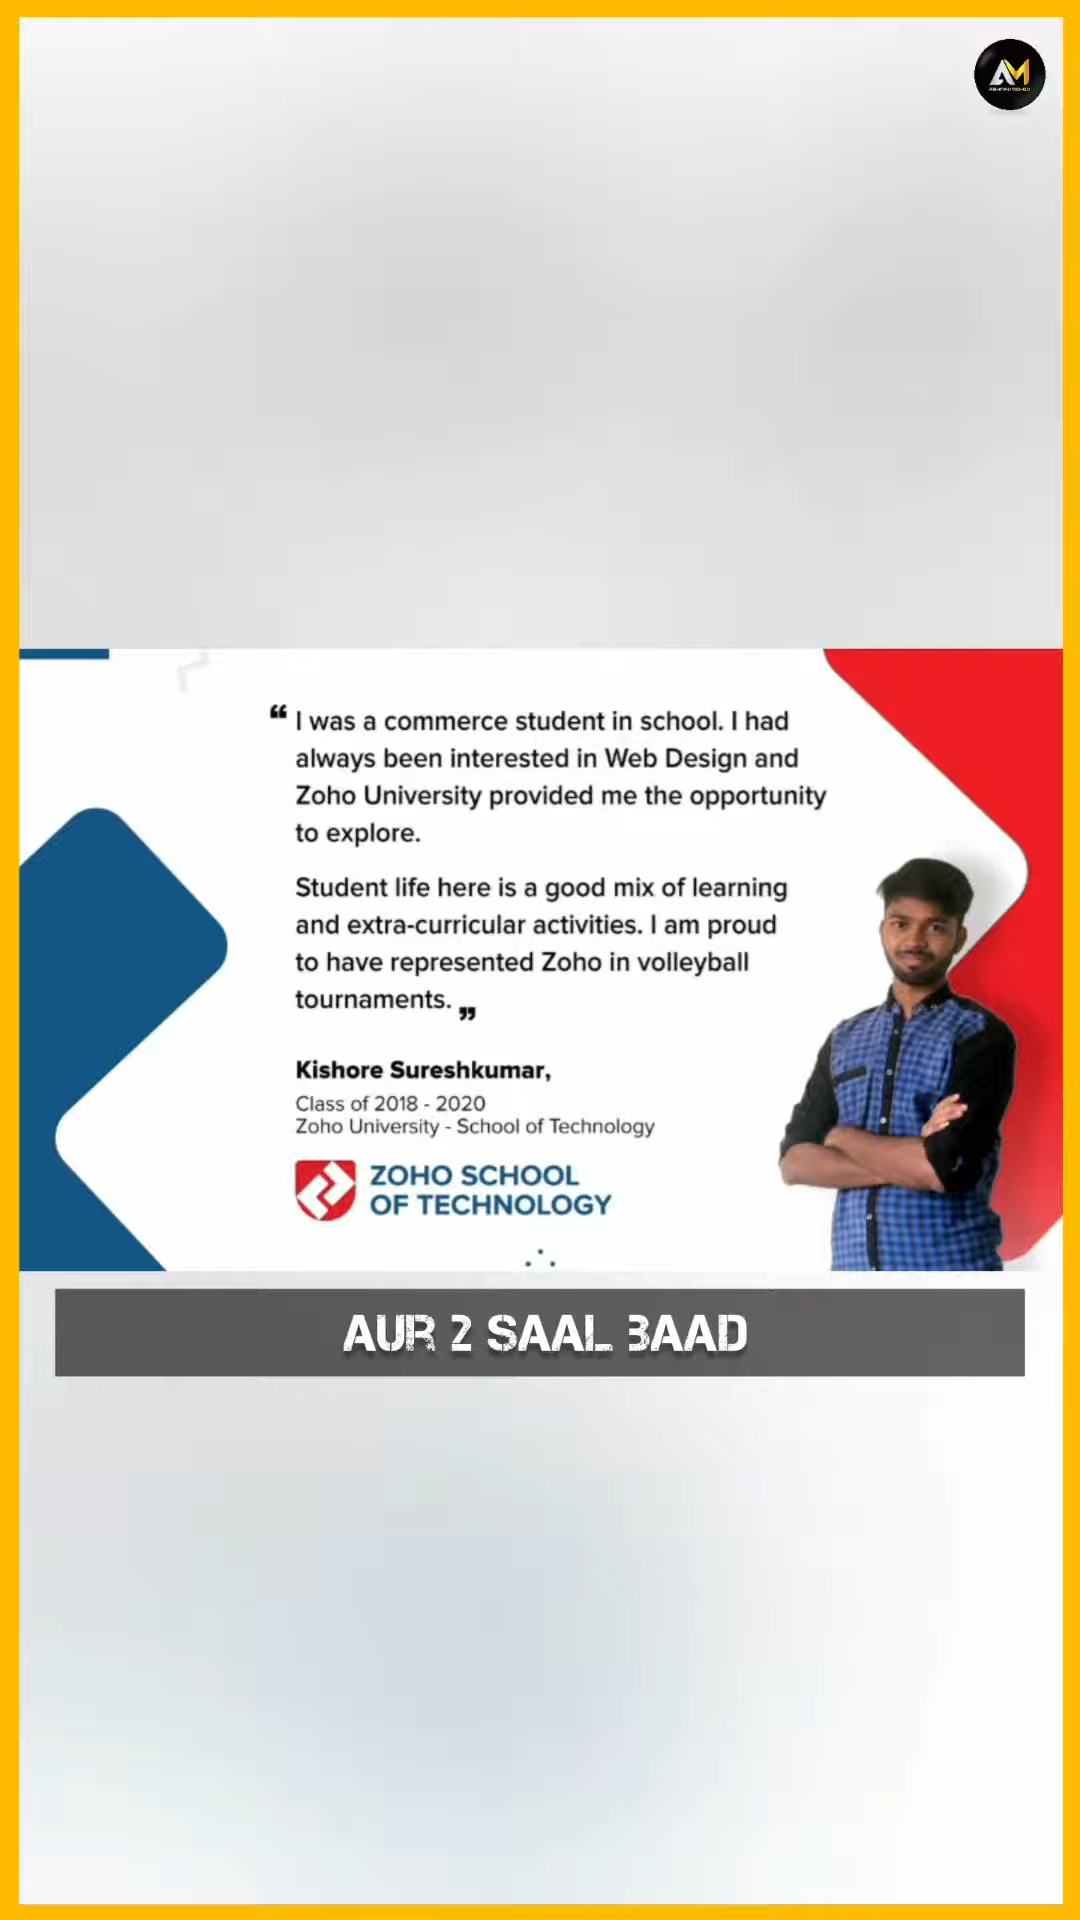 AM
“ I was a commerce student in school. I had
always been interested in Web Design and
Zoho University provided me the opportunity
to explore.
Student life here is a good mix of learning
and extra-curricular activities. I am proud
to have represented Zoho in volleyball
tournaments. ”
Kishore Sureshkumar,
Class of 2018 - 2020
Zoho University - School of Technology
ZOHO SCHOOL
OF TECHNOLOGY
AUR 2 SAAL BAAD